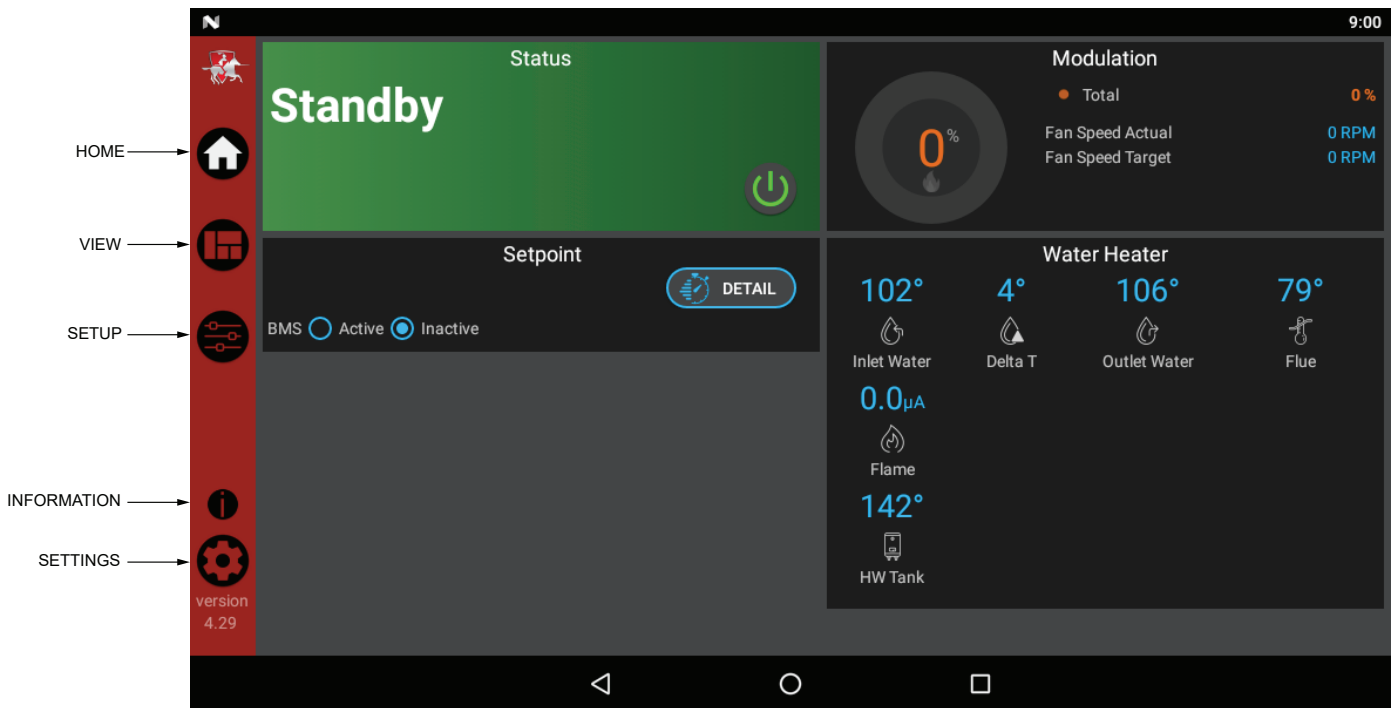 9:00
HOME
VIEW
SETUP
INFORMATION
SETTINGS
version
4.29
Status
Standby
Setpoint
DETAIL
BMS Active Inactive
Modulation
0 %
Total 0 %
Fan Speed Actual 0 RPM
Fan Speed Target 0 RPM
Water Heater
102° 4° 106° 79°
Inlet Water Delta T Outlet Water Flue
0.0µA
Flame
142°
HW Tank